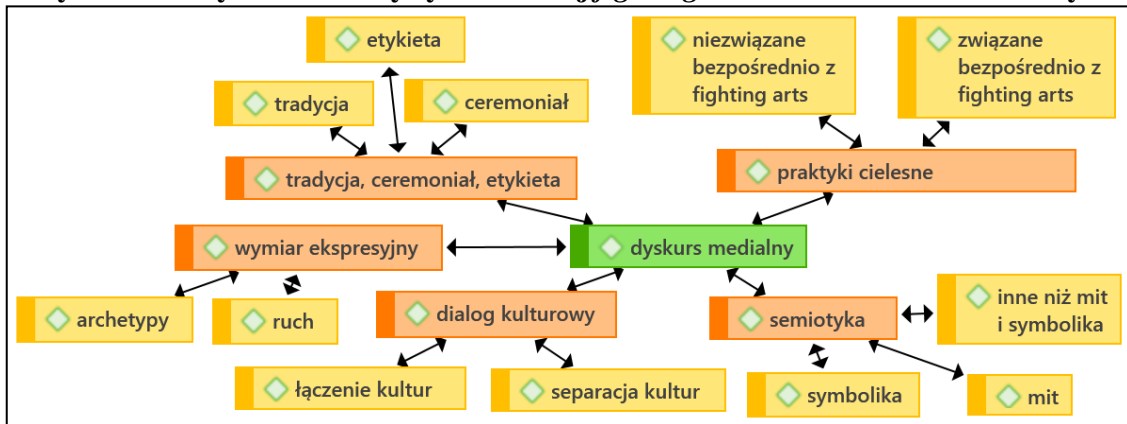 etykieta
tradycja
ceremoniał
niezwiązane
bezpośrednio z
fighting arts
związane
bezpośrednio z
fighting arts
tradycja, ceremoniał, etykieta
praktyki cielesne
wymiar ekspresyjny
dyskurs medialny
archetypy
ruch
dialog kulturowy
semiotyka
inne niż mit
i symbolika
łączenie kultur
separacja kultur
symbolika
mit